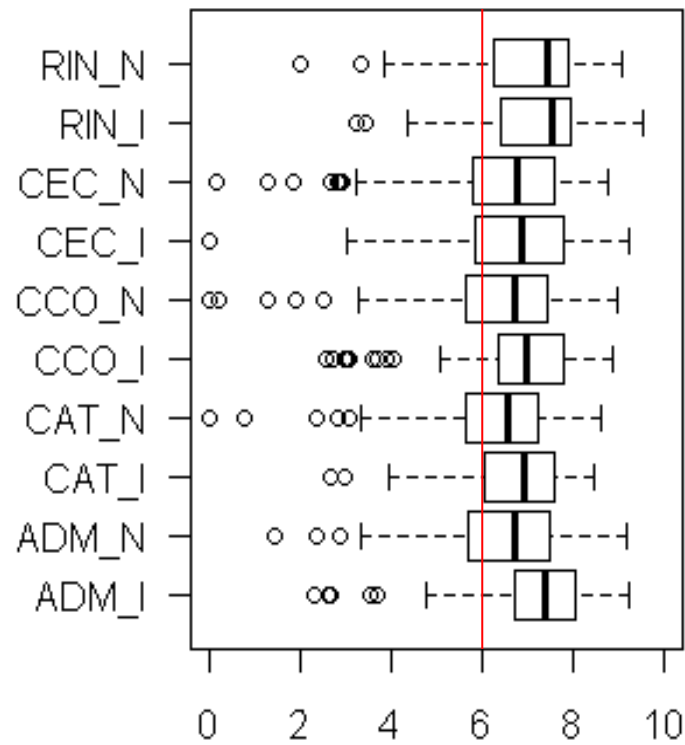 RIN_N
RIN_I
CEC_N
CEC_I
CCO_N
CCO_I
CAT_N
CAT_I
ADM_N
ADM_I
0 2 4 6 8 10